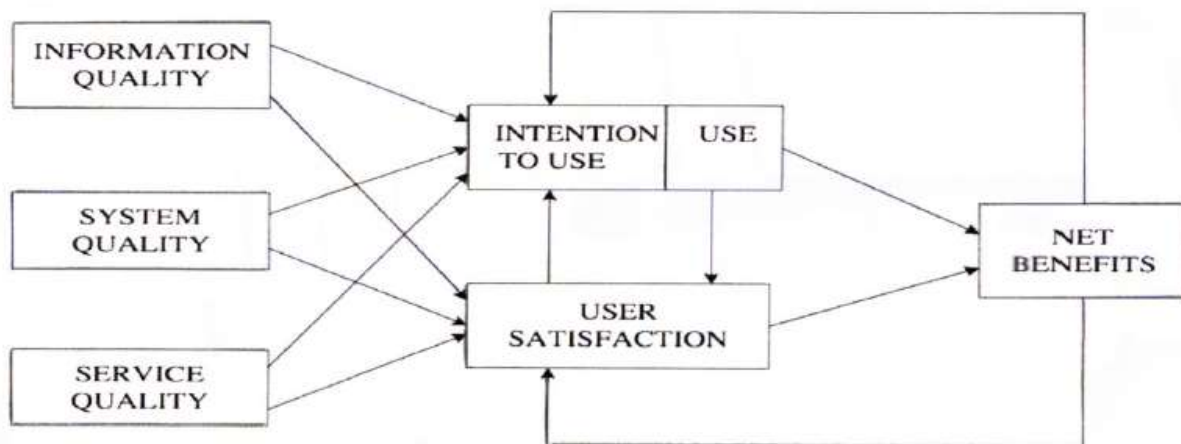 INFORMATION
QUALITY
SYSTEM
QUALITY
SERVICE
QUALITY
INTENTION
TO USE
USE
USER
SATISFACTION
NET
BENEFITS